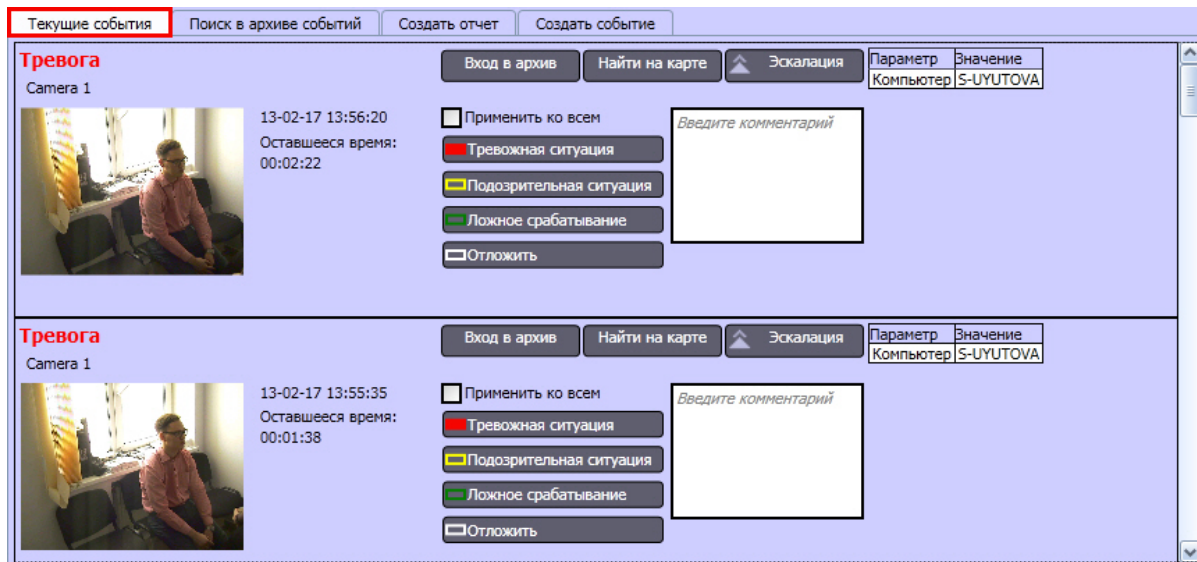 Текущие события
Поиск в архиве событий
Создать отчет
Создать событие
Тревога
Camera 1
Вход в архив
Найти на карте
Эскалация
Параметр Значение
Компьютер S-UYUTOVA
13-02-17 13:56:20
Оставшееся время:
00:02:22
Применить ко всем
Тревожная ситуация
Подозрительная ситуация
Ложное срабатывание
Отложить
Введите комментарий
Тревога
Camera 1
Вход в архив
Найти на карте
Эскалация
Параметр Значение
Компьютер S-UYUTOVA
13-02-17 13:55:35
Оставшееся время:
00:01:38
Применить ко всем
Тревожная ситуация
Подозрительная ситуация
Ложное срабатывание
Отложить
Введите комментарий